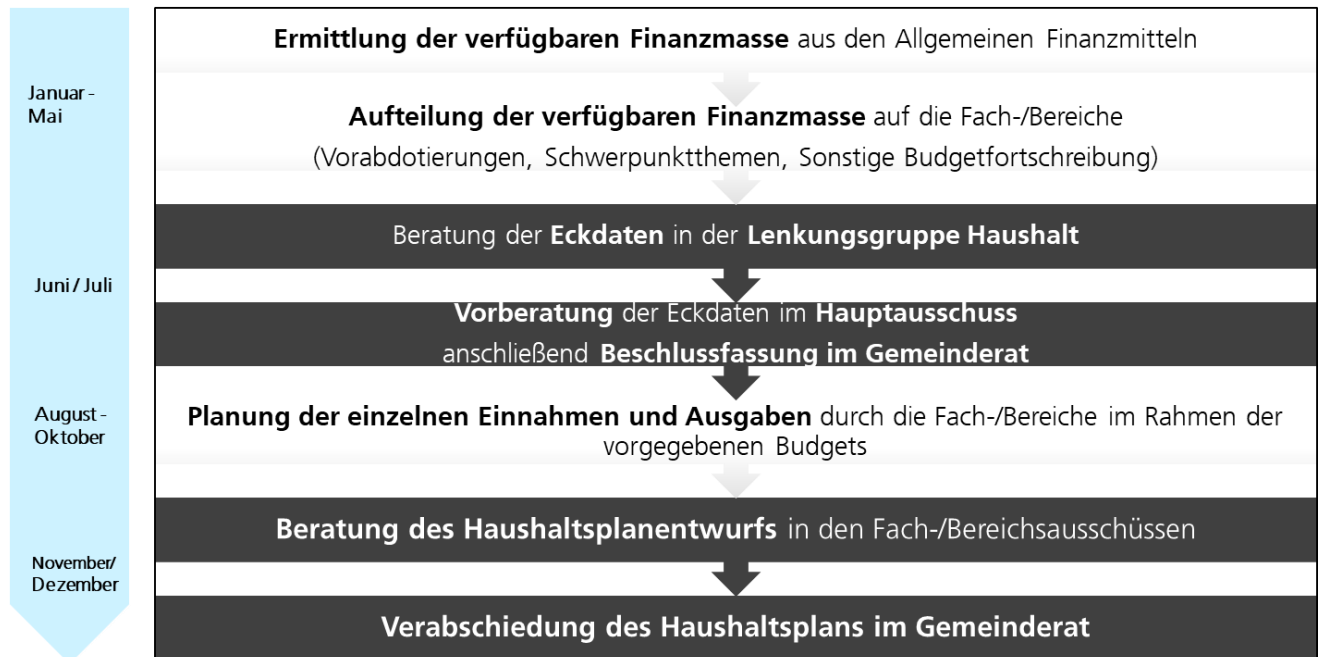 Ermittlung der verfügbaren Finanzmasse aus den Allgemeinen Finanzmitteln
Januar -
Mai
Aufteilung der verfügbaren Finanzmasse auf die Fach-/Bereiche
(Vorabdotierungen, Schwerpunktthemen, Sonstige Budgetfortschreibung)
Beratung der Eckdaten in der Lenkungsgruppe Haushalt
Juni / Juli
Vorberatung der Eckdaten im Hauptausschuss
anschließend Beschlussfassung im Gemeinderat
August -
Oktober
Planung der einzelnen Einnahmen und Ausgaben durch die Fach-/Bereiche im Rahmen der
vorgegebenen Budgets
Beratung des Haushaltsplanentwurfs in den Fach-/Bereichsausschüssen
November/
Dezember
Verabschiedung des Haushaltsplans im Gemeinderat